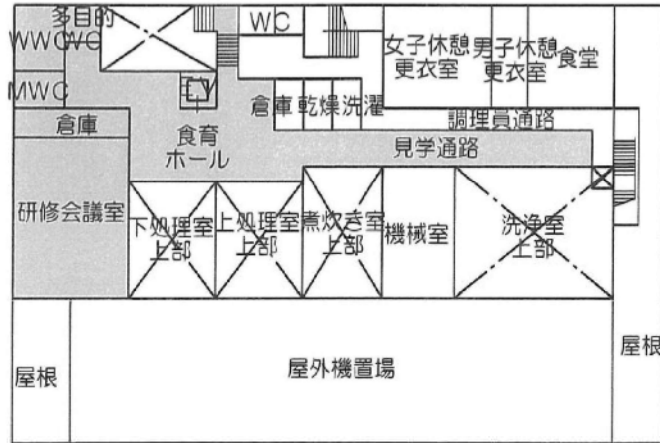 多目的
WC
WWC
WC
MWC
EV
女子休憩
更衣室
男子休憩
更衣室
食堂
倉庫
乾燥
洗濯
調理員通路
倉庫
食育
ホール
見学通路
研修会議室
下処理室
上部
上処理室
上部
煮炊き室
上部
機械室
洗浄室
上部
屋根
屋外機置場
屋根